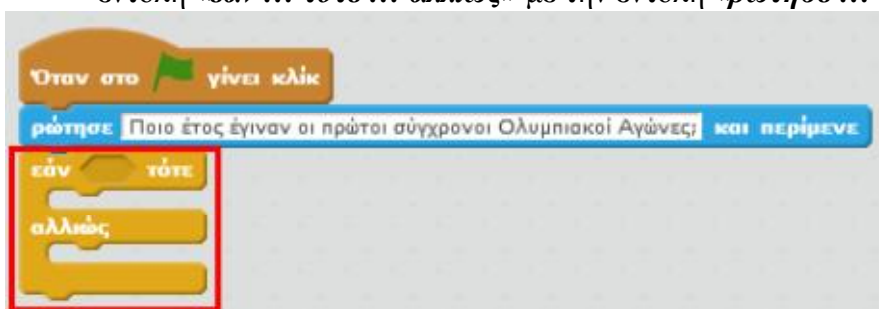 Όταν στο γίνει κλικ
ρώτησε Ποιο έτος έγιναν οι πρώτοι σύγχρονοι Ολυμπιακοί Αγώνες; και περίμενε
εάν τότε
αλλιώς